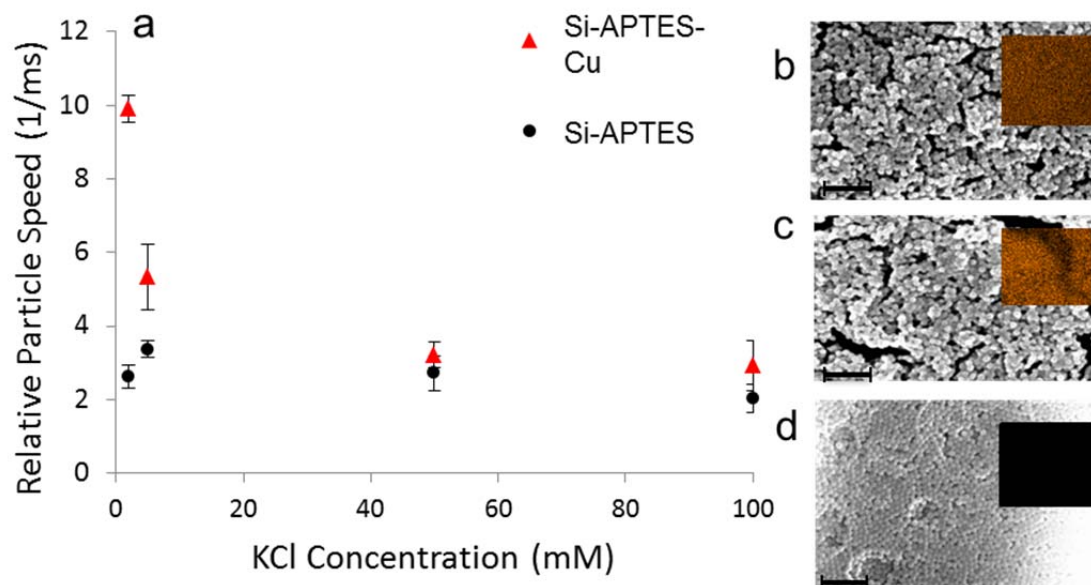 a
Si-APTES-
Cu
Si-APTES
Relative Particle Speed (1/ms)
12
10
8
6
4
2
0
0 20 40 60 80 100
KCl Concentration (mM)
b
c
d